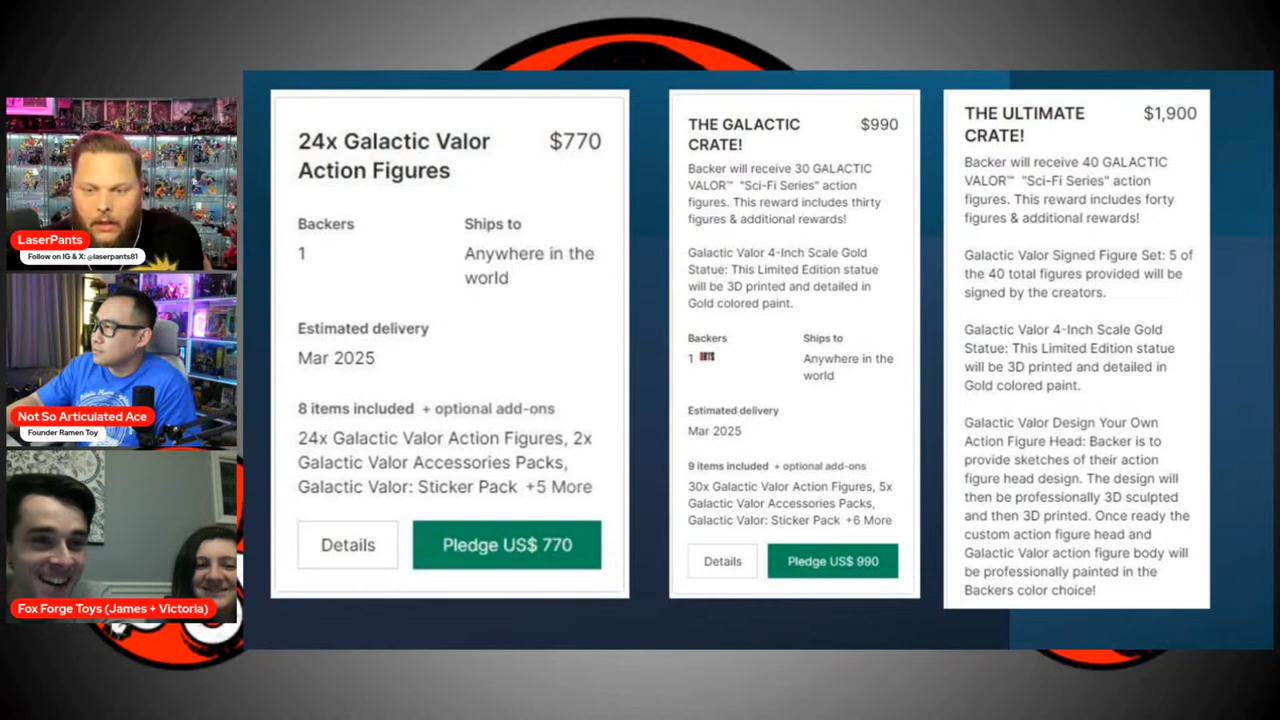 LaserPants
Follow on IG & X: @laserpants81
Not So Articulated Ace
Founder Ramen Toy
Fox Forge Toys (James + Victoria)
24x Galactic Valor
Action Figures
$770
Backers
1
Ships to
Anywhere in the
world
Estimated delivery
Mar 2025
8 items included + optional add-ons
24x Galactic Valor Action Figures, 2x
Galactic Valor Accessories Packs,
Galactic Valor: Sticker Pack +5 More
Details
Pledge US$ 770
THE GALACTIC
CRATE!
$990
Backer will receive 30 GALACTIC
VALOR™ "Sci-Fi Series" action
figures. This reward includes thirty
figures & additional rewards!
Galactic Valor 4-Inch Scale Gold
Statue: This Limited Edition statue
will be 3D printed and detailed in
Gold colored paint.
Backers
1
Ships to
Anywhere in the
world
Estimated delivery
Mar 2025
9 items included + optional add-ons
30x Galactic Valor Action Figures, 5x
Galactic Valor Accessories Packs,
Galactic Valor: Sticker Pack +6 More
Details
Pledge US$ 990
THE ULTIMATE
CRATE!
$1,900
Backer will receive 40 GALACTIC
VALOR™ "Sci-Fi Series" action
figures. This reward includes forty
figures & additional rewards!
Galactic Valor Signed Figure Set: 5 of
the 40 total figures provided will be
signed by the creators.
Galactic Valor 4-Inch Scale Gold
Statue: This Limited Edition statue
will be 3D printed and detailed in
Gold colored paint.
Galactic Valor Design Your Own
Action Figure Head: Backer is to
provide sketches of their action
figure head design. The design will
then be professionally 3D sculpted
and then 3D printed. Once ready the
custom action figure head and
Galactic Valor action figure body will
be professionally painted in the
Backers color choice!